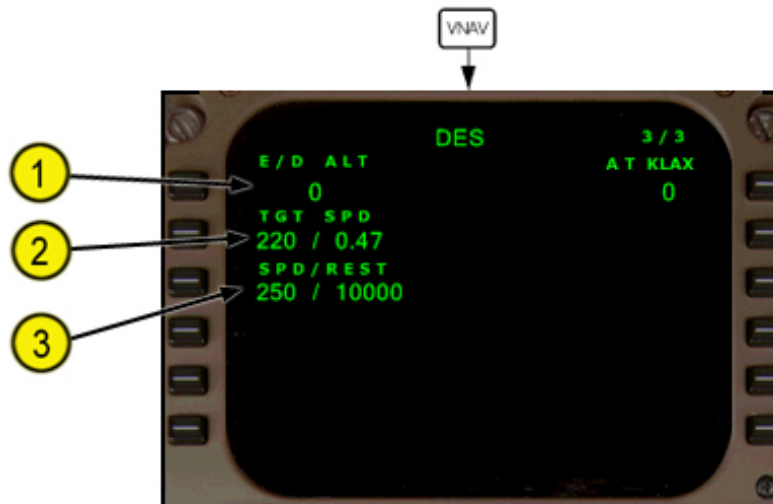 VNAV
DES 3/3
E/D ALT AT KLAX
1
0 0
TGT SPD
2
220 / 0.47
SPD/REST
250 / 10000
3